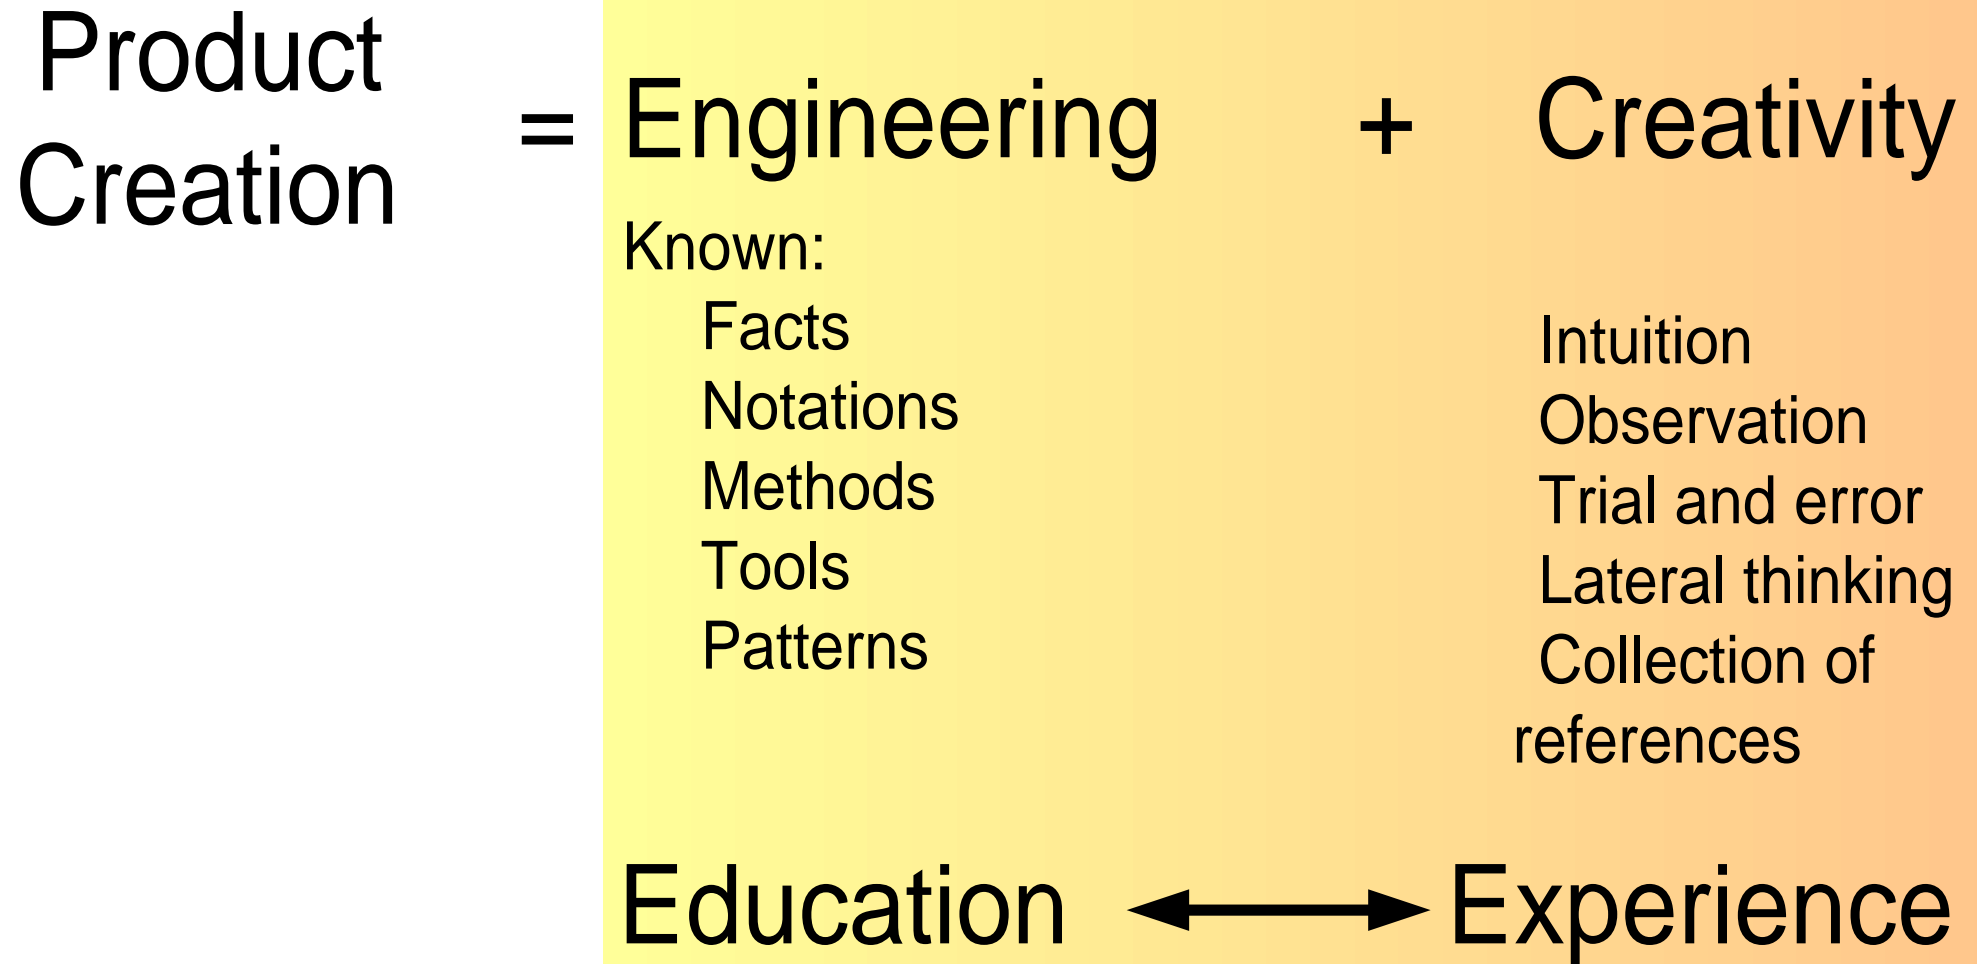 Product
Creation
= Engineering + Creativity
Known:
Facts
Notations
Methods
Tools
Patterns
Intuition
Observation
Trial and error
Lateral thinking
Collection of
references
Education Experience